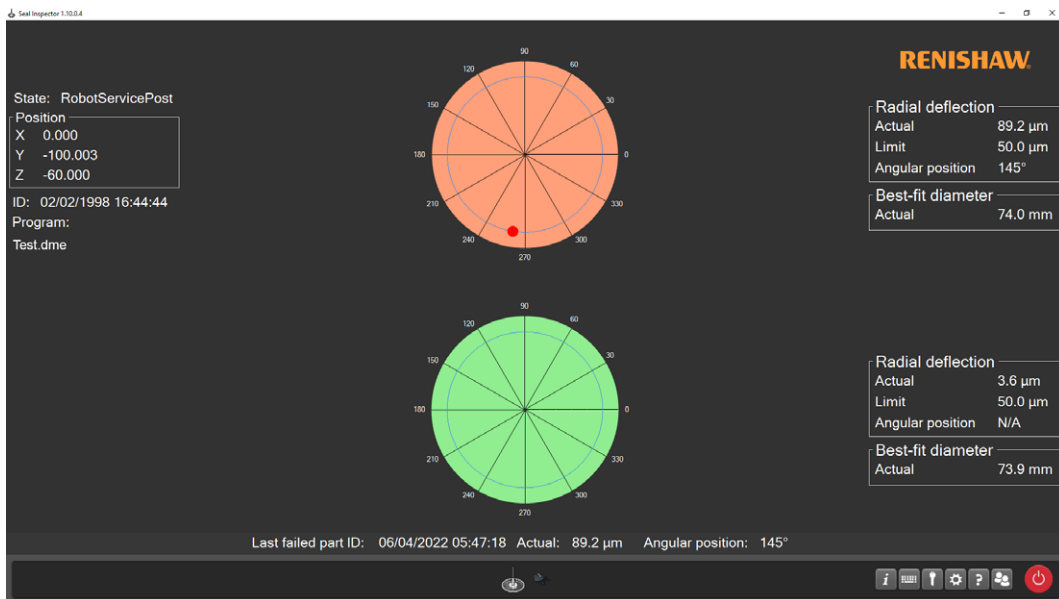 Seal Inspector 1.10.0.4
RENISHAW
State: RobotServicePost
Position
X 0.000
Y -100.003
Z -60.000
ID: 02/02/1998 16:44:44
Program:
Test.dme
90
120
60
150
30
180
0
210
330
240
300
270
Radial deflection
Actual 89.2 µm
Limit 50.0 µm
Angular position 145°
Best-fit diameter
Actual 74.0 mm
90
120
60
150
30
180
0
210
330
240
300
270
Radial deflection
Actual 3.6 µm
Limit 50.0 µm
Angular position N/A
Best-fit diameter
Actual 73.9 mm
Last failed part ID: 06/04/2022 05:47:18 Actual: 89.2 µm Angular position: 145°
i
?